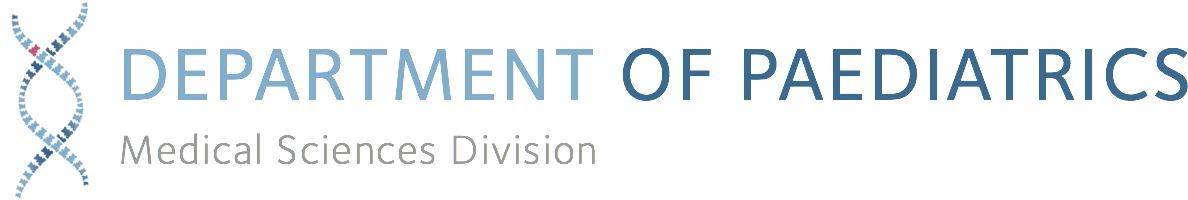 DEPARTMENT OF PAEDIATRICS
Medical Sciences Division